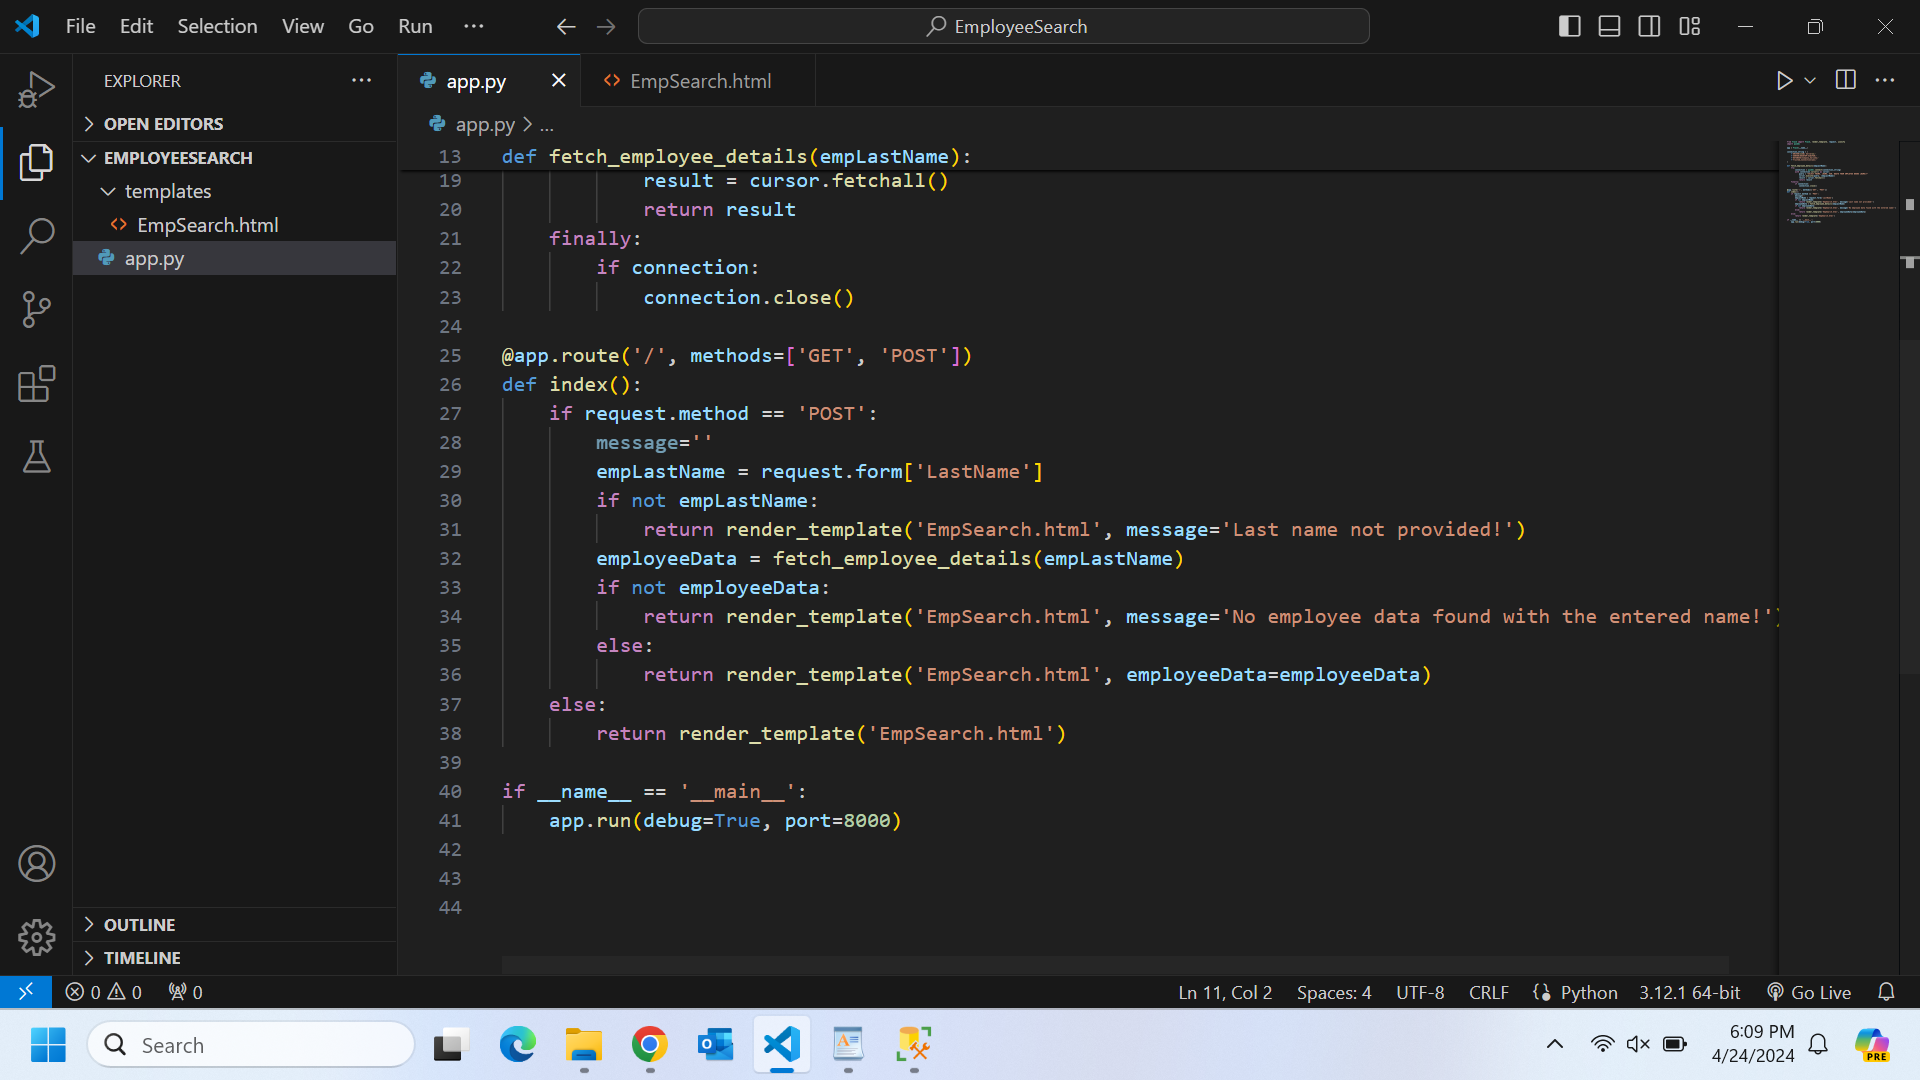 File Edit Selection View Go Run ···
EmployeeSearch
EXPLORER
OPEN EDITORS
EMPLOYEESEARCH
templates
EmpSearch.html
app.py
app.py
EmpSearch.html
app.py > ...
13 def fetch_employee_details(empLastName):
19 result = cursor.fetchall()
20 return result
21 finally:
22 if connection:
23 connection.close()
24
25 @app.route('/', methods=['GET', 'POST'])
26 def index():
27 if request.method == 'POST':
28 message=''
29 empLastName = request.form['LastName']
30 if not empLastName:
31 return render_template('EmpSearch.html', message='Last name not provided!')
32 employeeData = fetch_employee_details(empLastName)
33 if not employeeData:
34 return render_template('EmpSearch.html', message='No employee data found with the entered name!')
35 else:
36 return render_template('EmpSearch.html', employeeData=employeeData)
37 else:
38 return render_template('EmpSearch.html')
39
40 if __name__ == '__main__':
41 app.run(debug=True, port=8000)
42
43
44
OUTLINE
TIMELINE
0 0 0
Ln 11, Col 2 Spaces: 4 UTF-8 CRLF Python 3.12.1 64-bit Go Live
Search
6:09 PM
4/24/2024
PRE